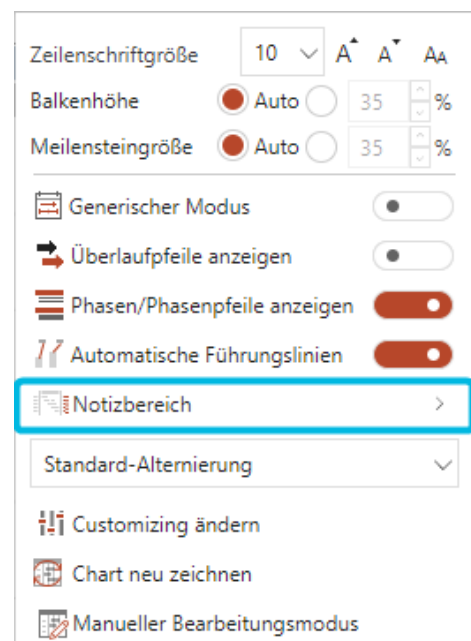 Zeilenschriftgröße 10 A A AA
Balkenhöhe Auto 35 %
Meilensteingröße Auto 35 %
Generischer Modus
Überlaufpfeile anzeigen
Phasen/Phasenpfeile anzeigen
Automatische Führungslinien
Notizbereich
Standard-Alternierung
Customizing ändern
Chart neu zeichnen
Manueller Bearbeitungsmodus